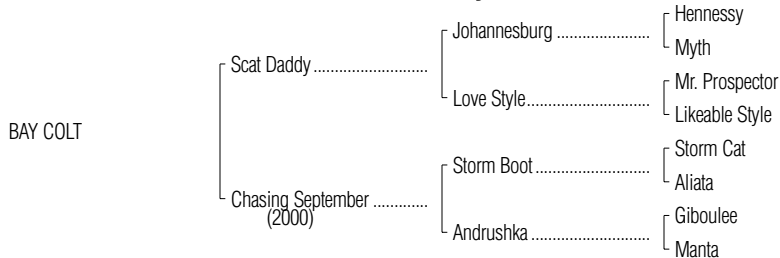 Hennessy
Johannesburg ......................
Myth
Scat Daddy ...........................
Mr. Prospector
Love Style.............................
Likeable Style
BAY COLT
Storm Cat
Storm Boot ...........................
Aliata
Chasing September .............
(2000)
Giboulee
Andrushka ............................
Manta